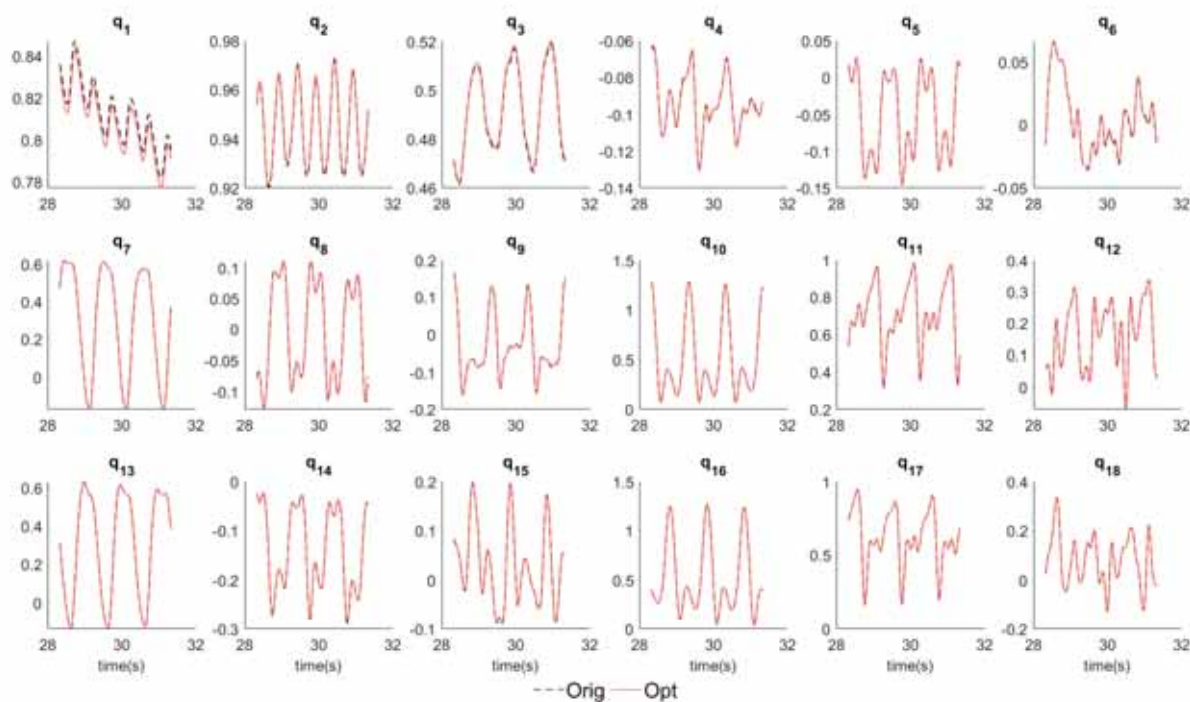 q1 q2 q3 q4 q5 q6
0.84 0.98 0.52 -0.06 0.05 0.05
0.82 0.96 0.5 -0.08 0 0
0.8 0.94 0.48 -0.1 -0.05 -0.05
0.78 0.92 0.46 -0.12 -0.1
-0.14 -0.15
28 30 32 28 30 32 28 30 32 28 30 32 28 30 32 28 30 32
q7 q8 q9 q10 q11 q12
0.6 0.1 0.2 1.5 1 0.4
0.4 0.05 0.1 1 0.8 0.3
0.2 0 0 0.5 0.6 0.2
0 -0.05 -0.1 0 0.4 0.1
-0.1 -0.2 0.2 0
28 30 32 28 30 32 28 30 32 28 30 32 28 30 32 28 30 32
q13 q14 q15 q16 q17 q18
0.6 0 0.2 1.5 1 0.4
0.4 -0.1 0.1 1 0.5 0.2
0.2 -0.2 0 0.5 0 0
0 -0.3 -0.1 0 -0.2
28 30 32 28 30 32 28 30 32 28 30 32 28 30 32 28 30 32
time(s) time(s) time(s) time(s) time(s) time(s)
Orig Opt